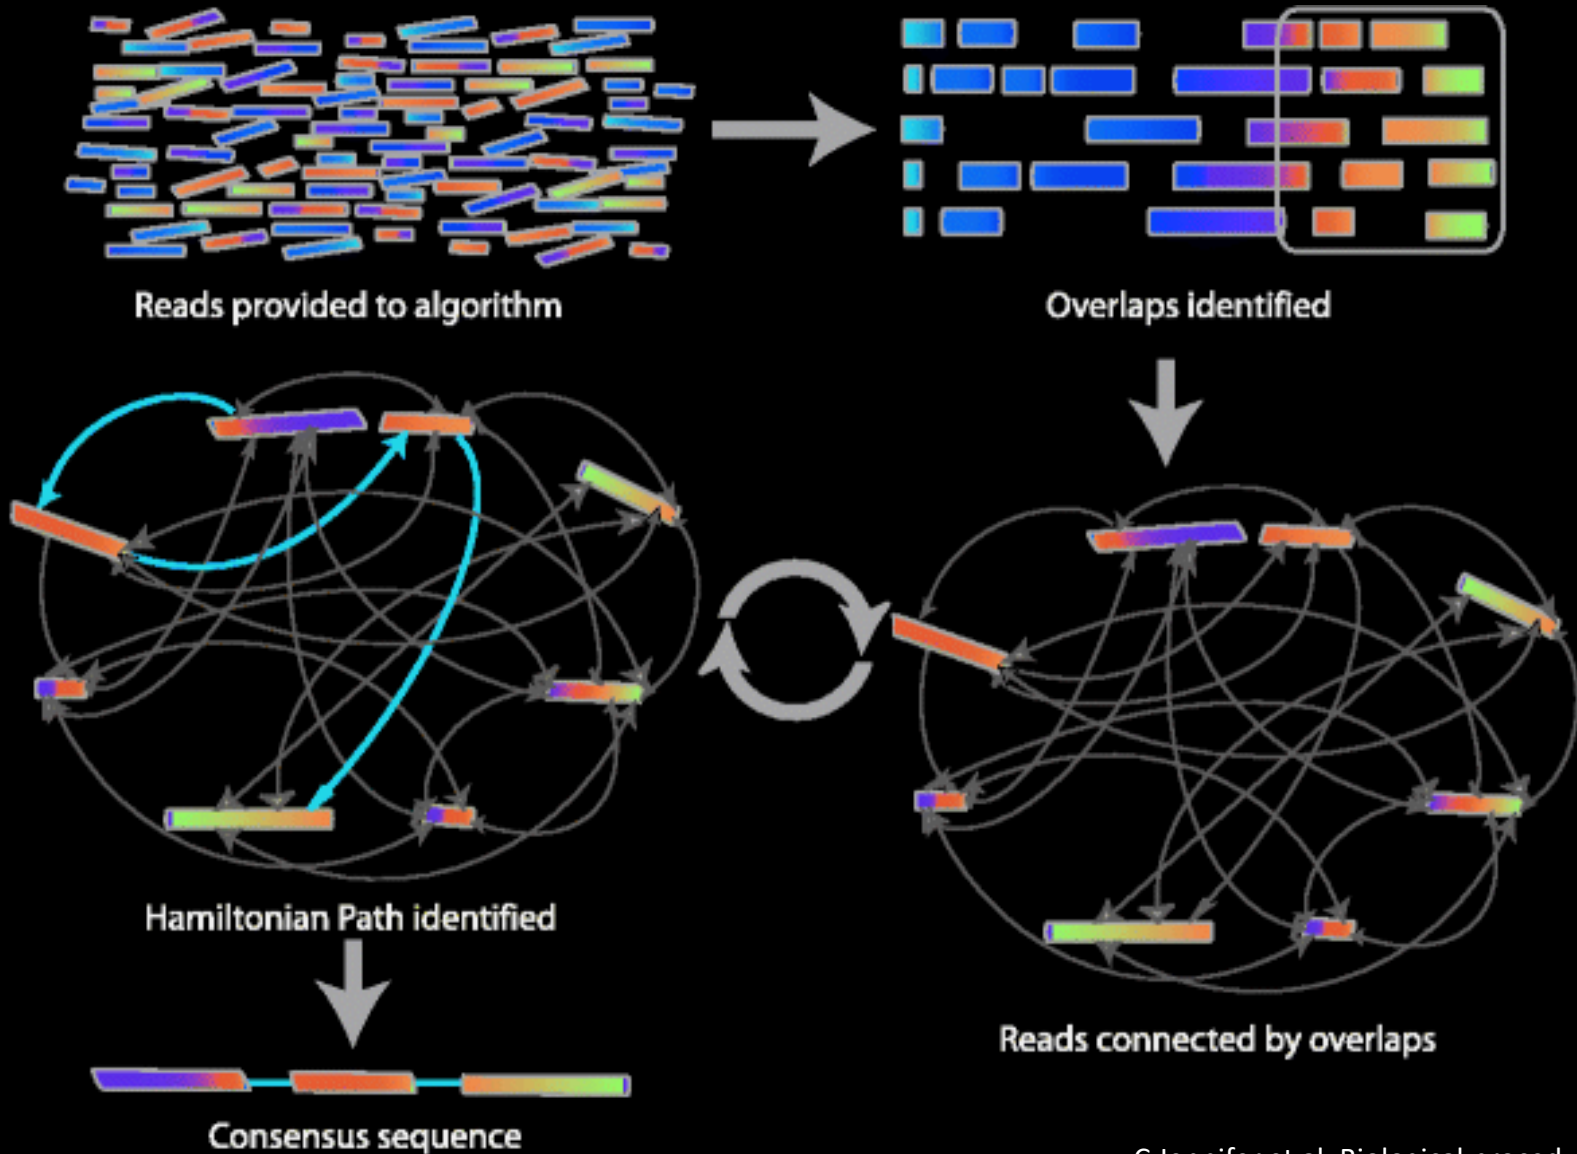 Reads provided to algorithm
Overlaps identified
Hamiltonian Path identified
Reads connected by overlaps
Consensus sequence